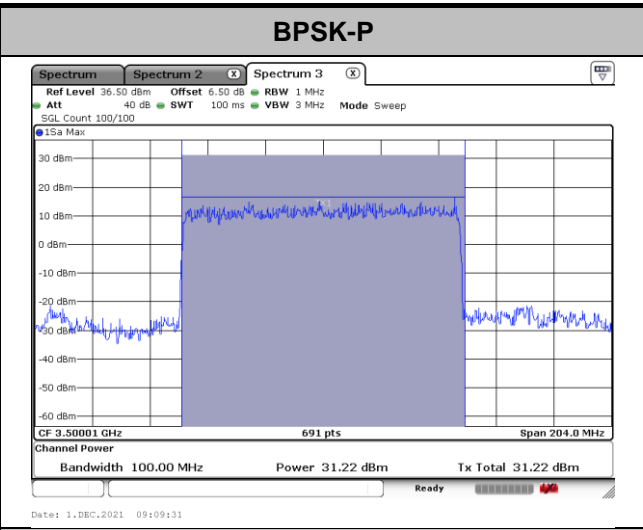 BPSK-P
Spectrum Spectrum 2 X Spectrum 3 X
Ref Level 36.50 dBm Offset 6.50 dB RBW 1 MHz
Att 40 dB SWT 100 ms VBW 3 MHz Mode Sweep
SGL Count 100/100
1Sa Max
30 dBm
20 dBm
10 dBm
0 dBm
-10 dBm
-20 dBm
-30 dBm
-40 dBm
-50 dBm
-60 dBm
CF 3.50001 GHz 691 pts Span 204.0 MHz
Channel Power
Bandwidth 100.00 MHz Power 31.22 dBm Tx Total 31.22 dBm
Ready
Date: 1.DEC.2021 09:09:31